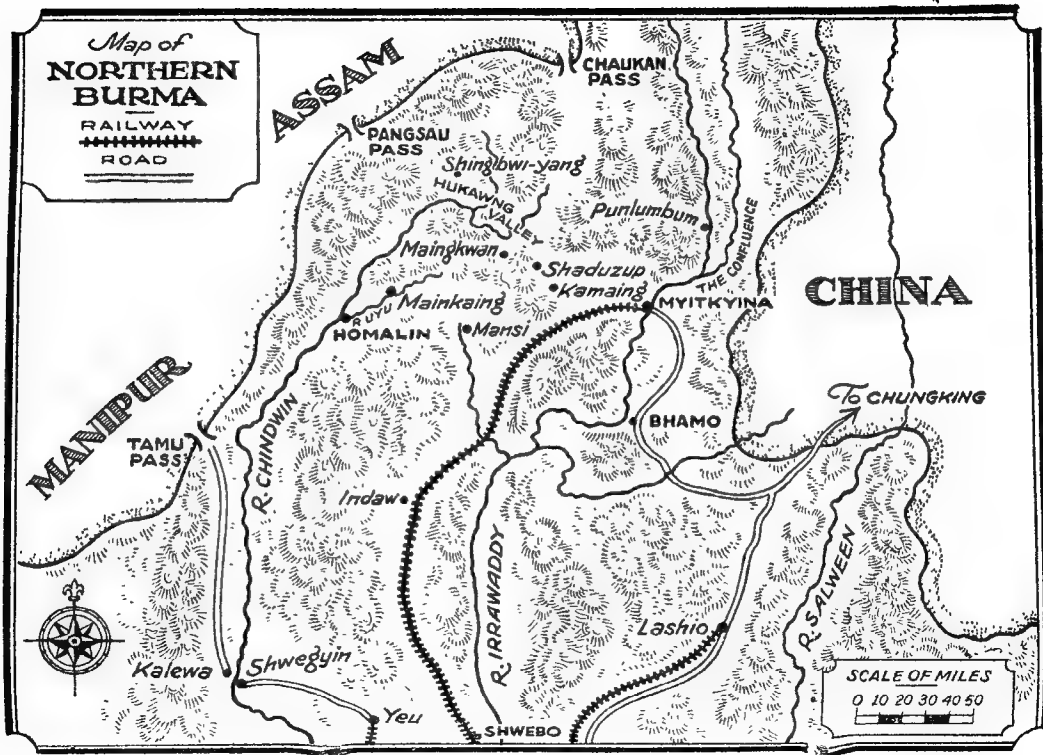 Map of
NORTHERN
BURMA
RAILWAY
ROAD
ASSAM
CHAUKAN
PASS
PANGSAU
PASS
Shingbwi-yang
HUKAWNG
VALLEY
Punlumbum
THE CONFLUENCE
Maingkwan
Shaduzup
Kamaing
MYITKYINA
CHINA
Mainkaing
R. UYU
HOMALIN
Mansi
MANIPUR
To CHUNGKING
BHAMO
TAMU
PASS
R. CHINDWIN
Indaw
R. IRRAWADDY
R. SALWEEN
Lashio
Kalewa
Shwegyin
Yeu
SHWEBO
SCALE OF MILES
0 10 20 30 40 50